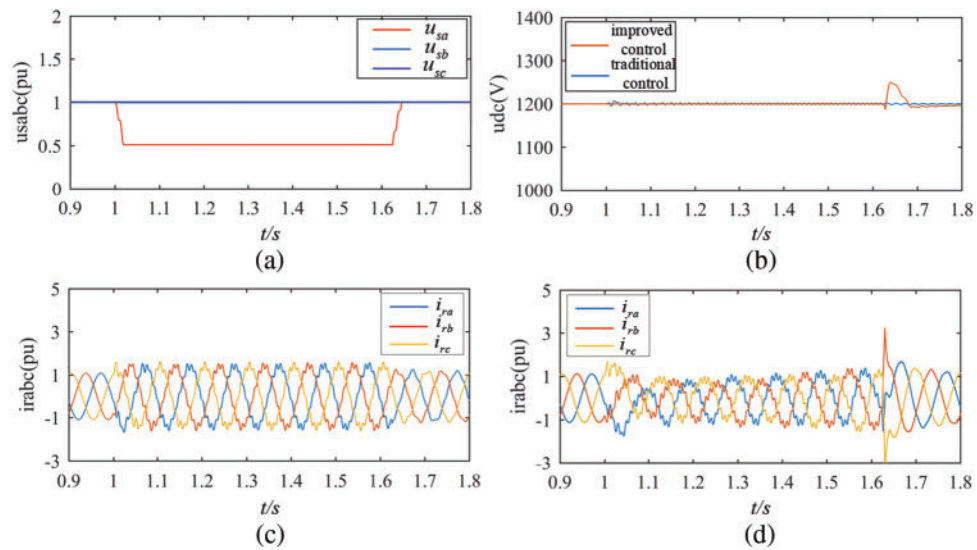 2
1.5
1
0.5
0
usabc(pu)
u_sa
u_sb
u_sc
0.9 1 1.1 1.2 1.3 1.4 1.5 1.6 1.7 1.8
t/s
(a)
1400
1300
1200
1100
1000
udc(V)
improved
control
traditional
control
0.9 1 1.1 1.2 1.3 1.4 1.5 1.6 1.7 1.8
t/s
(b)
5
3
1
-1
-3
irabc(pu)
i_ra
i_rb
i_rc
0.9 1 1.1 1.2 1.3 1.4 1.5 1.6 1.7 1.8
t/s
(c)
5
3
1
-1
-3
irabc(pu)
i_ra
i_rb
i_rc
0.9 1 1.1 1.2 1.3 1.4 1.5 1.6 1.7 1.8
t/s
(d)